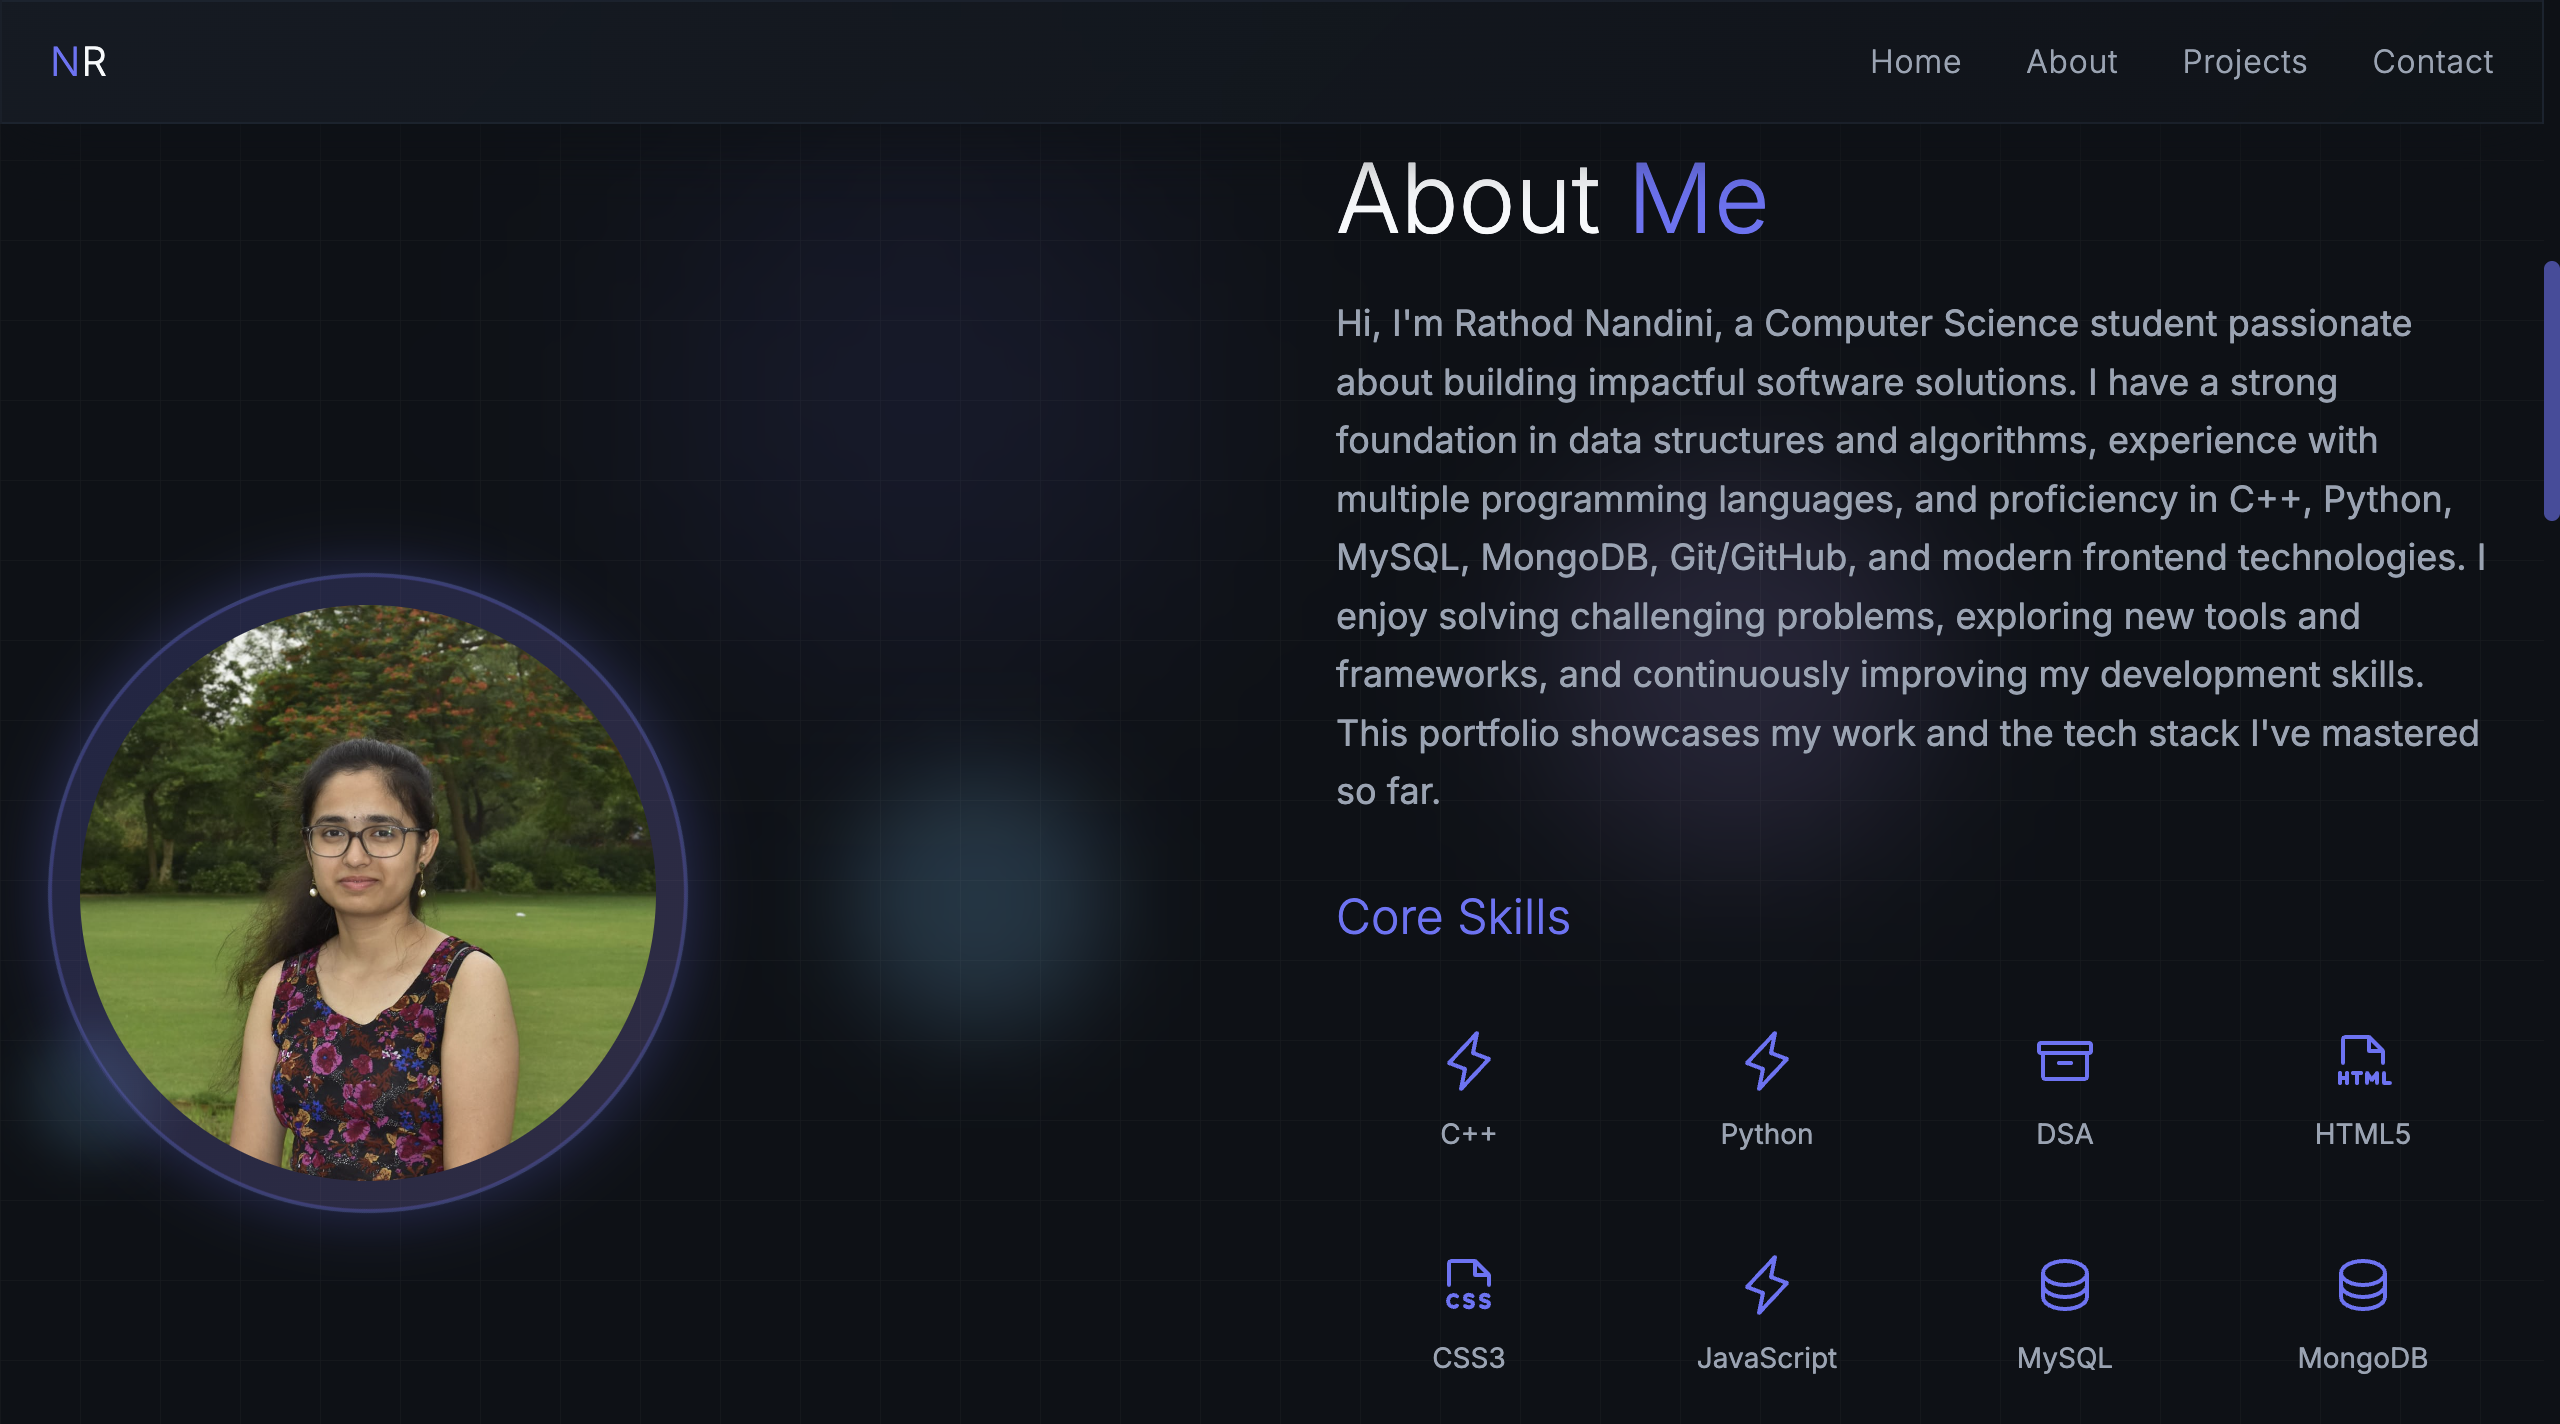 NR
Home About Projects Contact
About Me
Hi, I'm Rathod Nandini, a Computer Science student passionate
about building impactful software solutions. I have a strong
foundation in data structures and algorithms, experience with
multiple programming languages, and proficiency in C++, Python,
MySQL, MongoDB, Git/GitHub, and modern frontend technologies. I
enjoy solving challenging problems, exploring new tools and
frameworks, and continuously improving my development skills.
This portfolio showcases my work and the tech stack I've mastered
so far.
Core Skills
HTML
C++ Python DSA HTML5
CSS
CSS3 JavaScript MySQL MongoDB